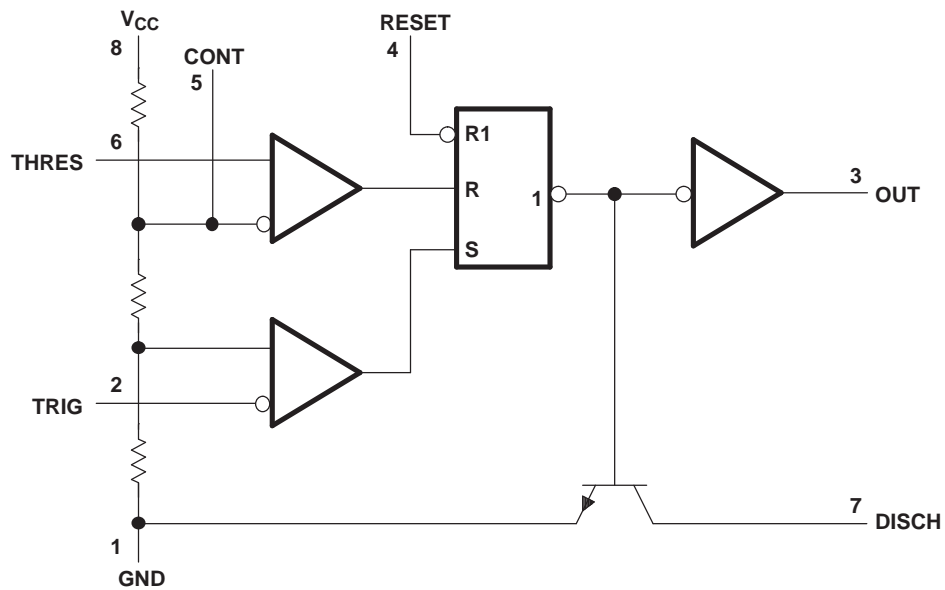 VCC
8
CONT
5
RESET
4
6
THRES
R1
R
1
S
3
OUT
2
TRIG
7
DISCH
1
GND